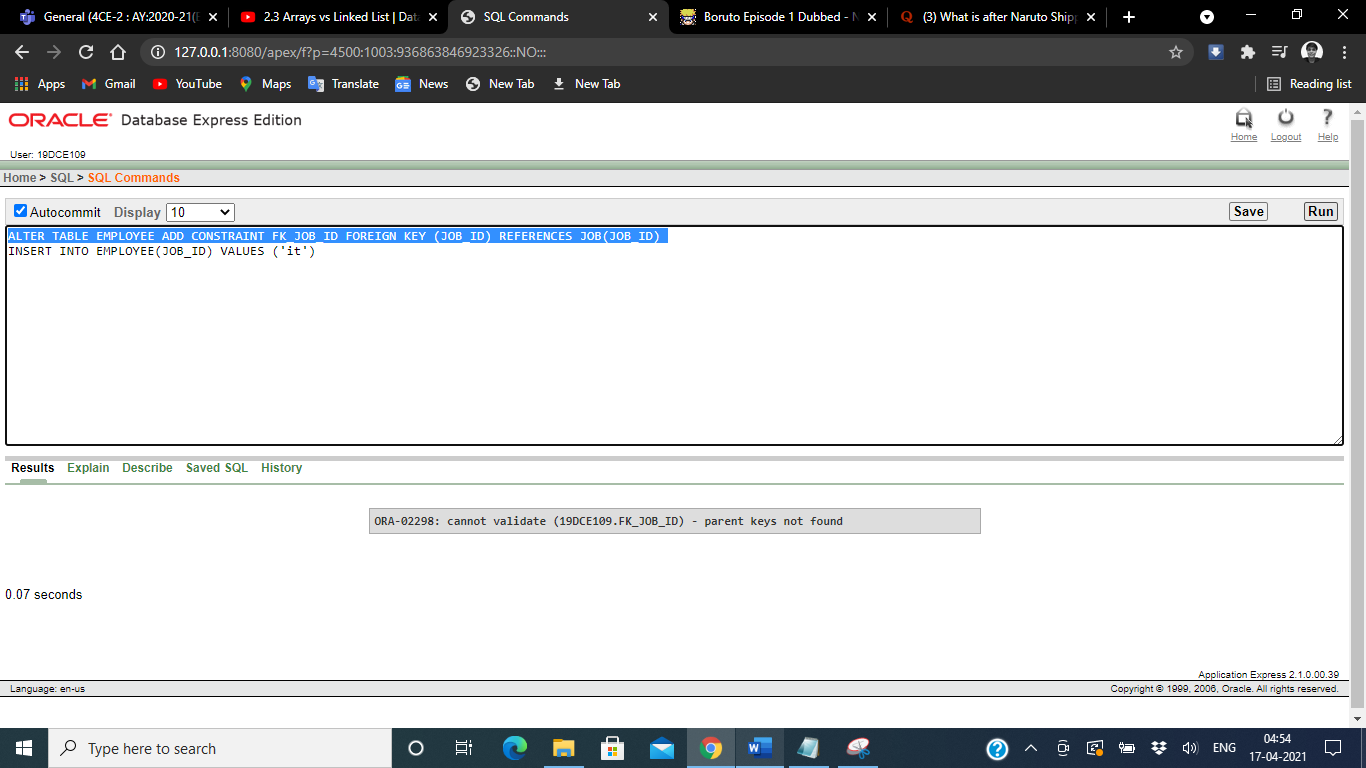 General (4CE-2 : AY:2020-21(E
2.3 Arrays vs Linked List | Dat
SQL Commands
Boruto Episode 1 Dubbed - N
(3) What is after Naruto Ship
127.0.0.1:8080/apex/f?p=4500:1003:936863846923326::NO:::
Apps
Gmail
YouTube
Maps
Translate
News
New Tab
New Tab
Reading list
ORACLE Database Express Edition
Home
Logout
Help
User: 19DCE109
Home > SQL > SQL Commands
Autocommit Display 10
Save
Run
ALTER TABLE EMPLOYEE ADD CONSTRAINT FK_JOB_ID FOREIGN KEY (JOB_ID) REFERENCES JOB(JOB_ID)
INSERT INTO EMPLOYEE(JOB_ID) VALUES ('it')
Results Explain Describe Saved SQL History
ORA-02298: cannot validate (19DCE109.FK_JOB_ID) - parent keys not found
0.07 seconds
Application Express 2.1.0.00.39
Language: en-us
Copyright © 1999, 2006, Oracle. All rights reserved.
Type here to search
ENG
04:54
17-04-2021